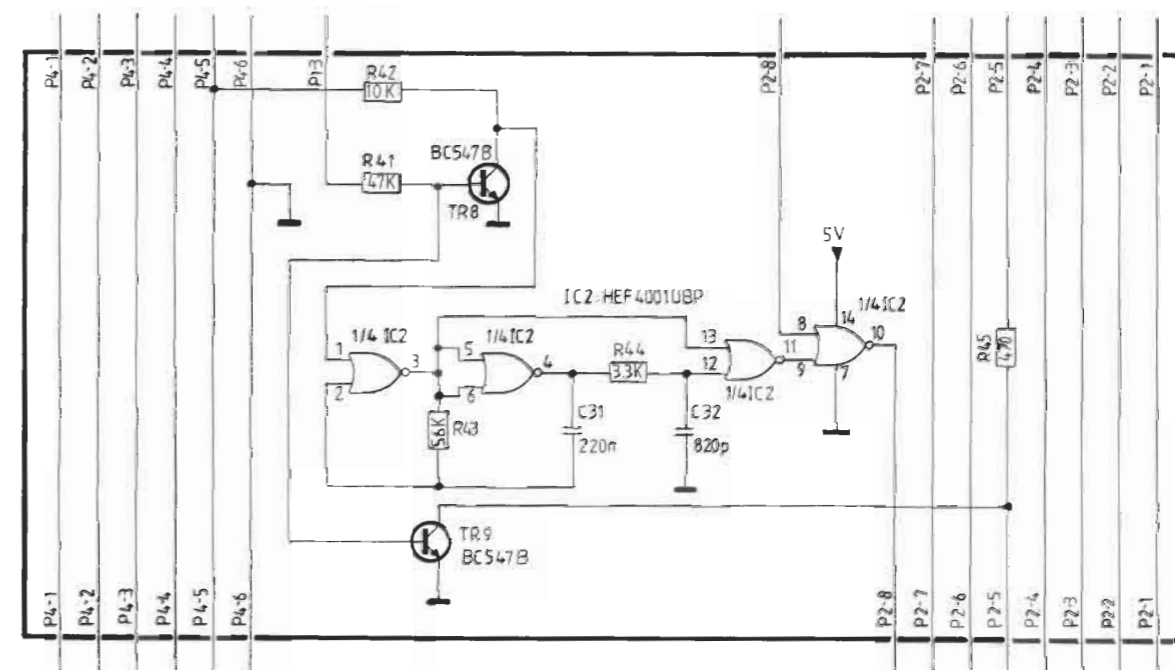 P4-1
P4-2
P4-3
P4-4
P4-5
P4-6
P13
P2-8
P2-7
P2-6
P2-5
P2-4
P2-3
P2-2
P2-1
R42
10K
BC547B
R41
47K
TR8
5V
IC2:HEF4001UBP
1/4 IC2
1
2
3
1/4IC2
5
6
4
R44
3.3K
13
12
11
1/4IC2
8
9
14
7
10
1/4IC2
R45
470
R43
56K
C31
220n
C32
820p
TR9
BC547B
P4-1
P4-2
P4-3
P4-4
P4-5
P4-6
P2-8
P2-7
P2-6
P2-5
P2-4
P2-3
P2-2
P2-1